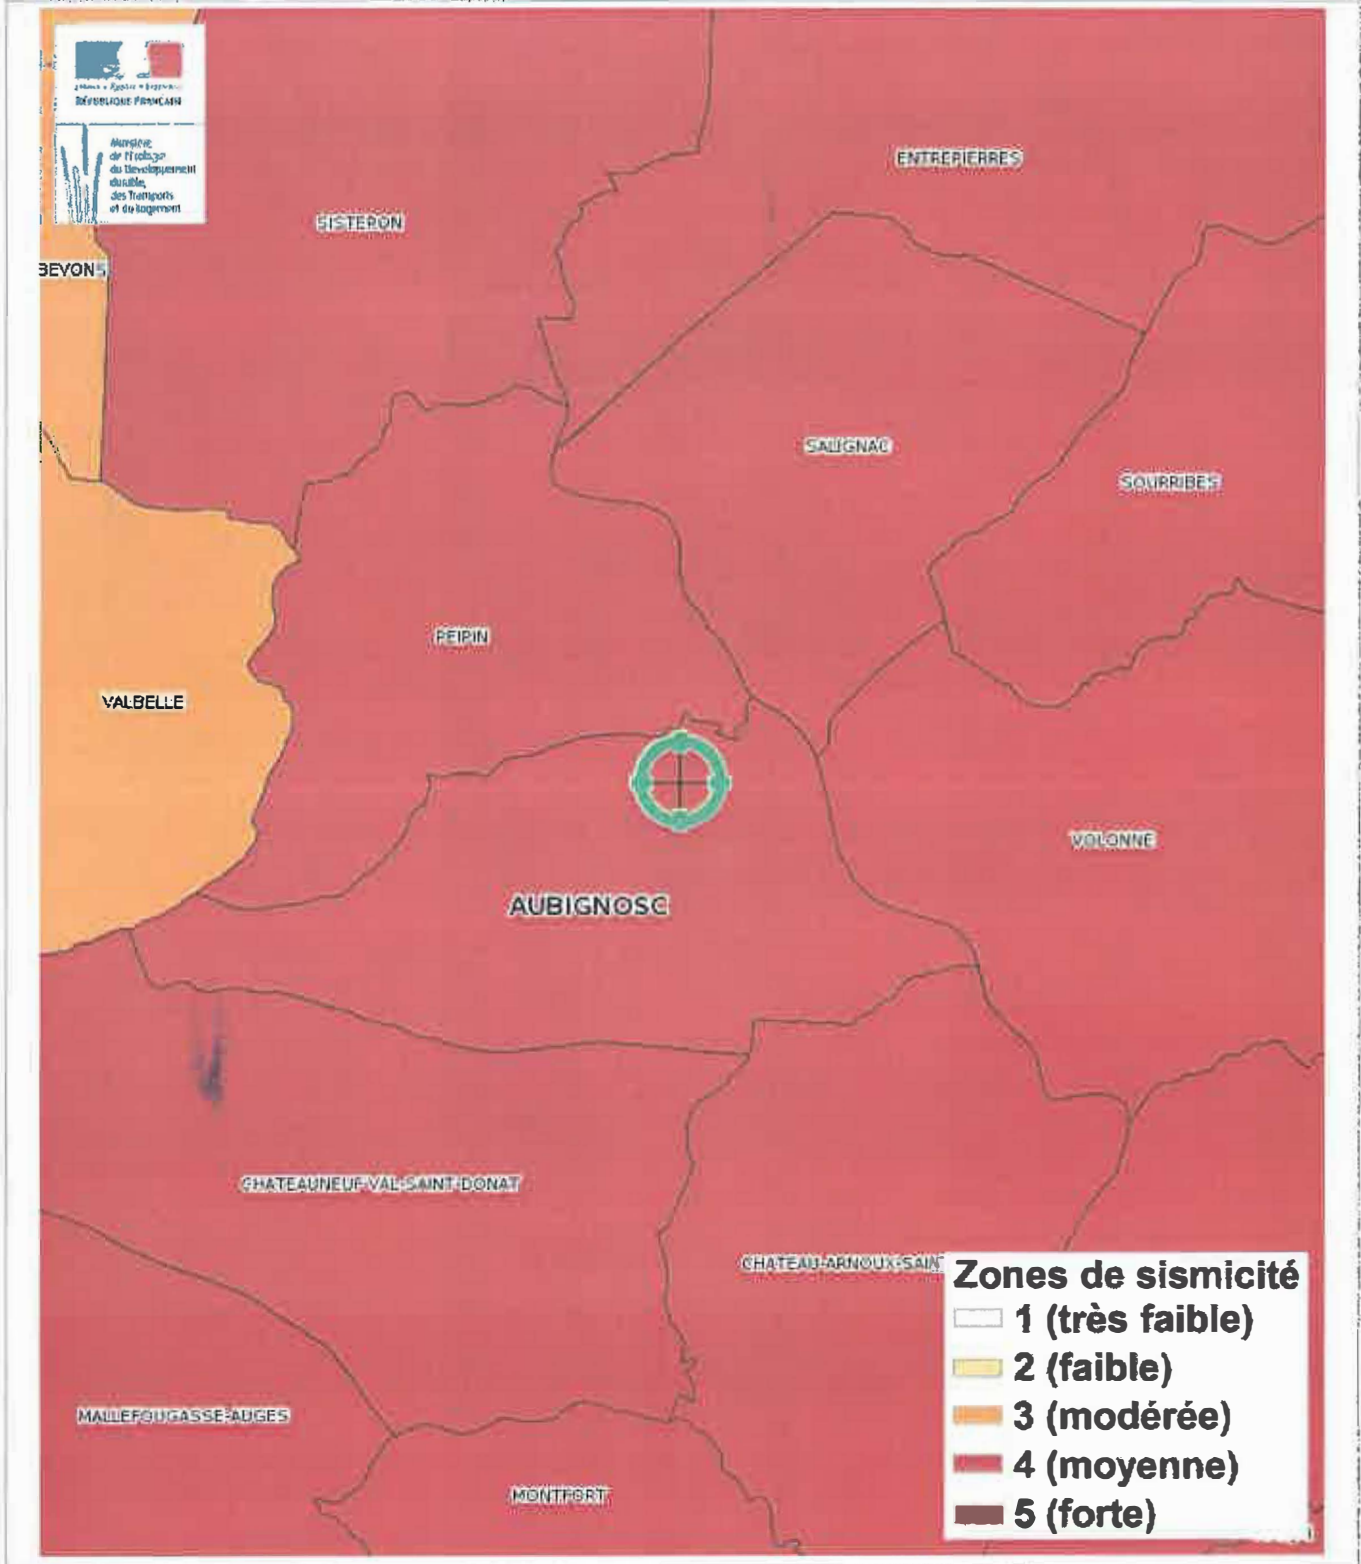 RÉPUBLIQUE FRANÇAISE
Ministère
de l'Ecologie
du Développement
durable,
des Transports
et du Logement
ENTREPIERRES
SISTERON
BEVONS
SALIGNAC
SOURRIBES
PEIPIN
VALBELLE
VOLONNE
AUBIGNOSC
CHATEAUNEUF-VAL-SAINT-DONAT
CHATEAU-ARNOUX-SAIN
Zones de sismicité
1 (très faible)
2 (faible)
3 (modérée)
4 (moyenne)
5 (forte)
MALLEFOUGASSE-AUGES
MONTFORT